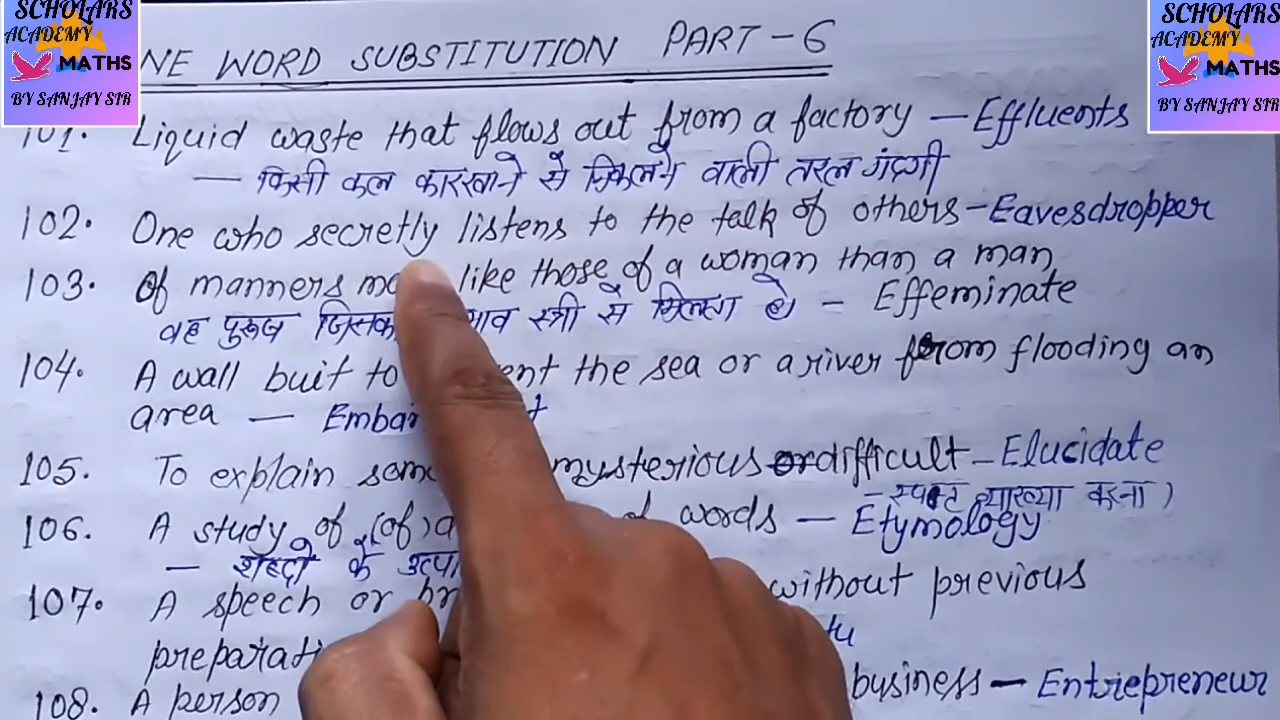 SCHOLARS
ACADEMY
MATHS
BY SANJAY SIR
SCHOLARS
ACADEMY
MATHS
BY SANJAY SIR
NE WORD SUBSTITUTION PART-6
101. Liquid waste that flows out from a factory — Effluents
— किसी कल कारखाने से निकलने वाली तरल गंदगी
102. One who secretly listens to the talk of others-Eavesdropper
103. Of manners like those of a woman than a man
वह पुरूष स्त्री से मिलता है। - Effeminate
104. A wall buit to the sea or a river from flooding an
area —
105. To explain mysterious or difficult - Elucidate
- स्पष्ट व्याख्या करना)
106. A study of (of) words — Etymology
— शब्दों के
107. A speech or without previous
108. A person business — Entrepreneur